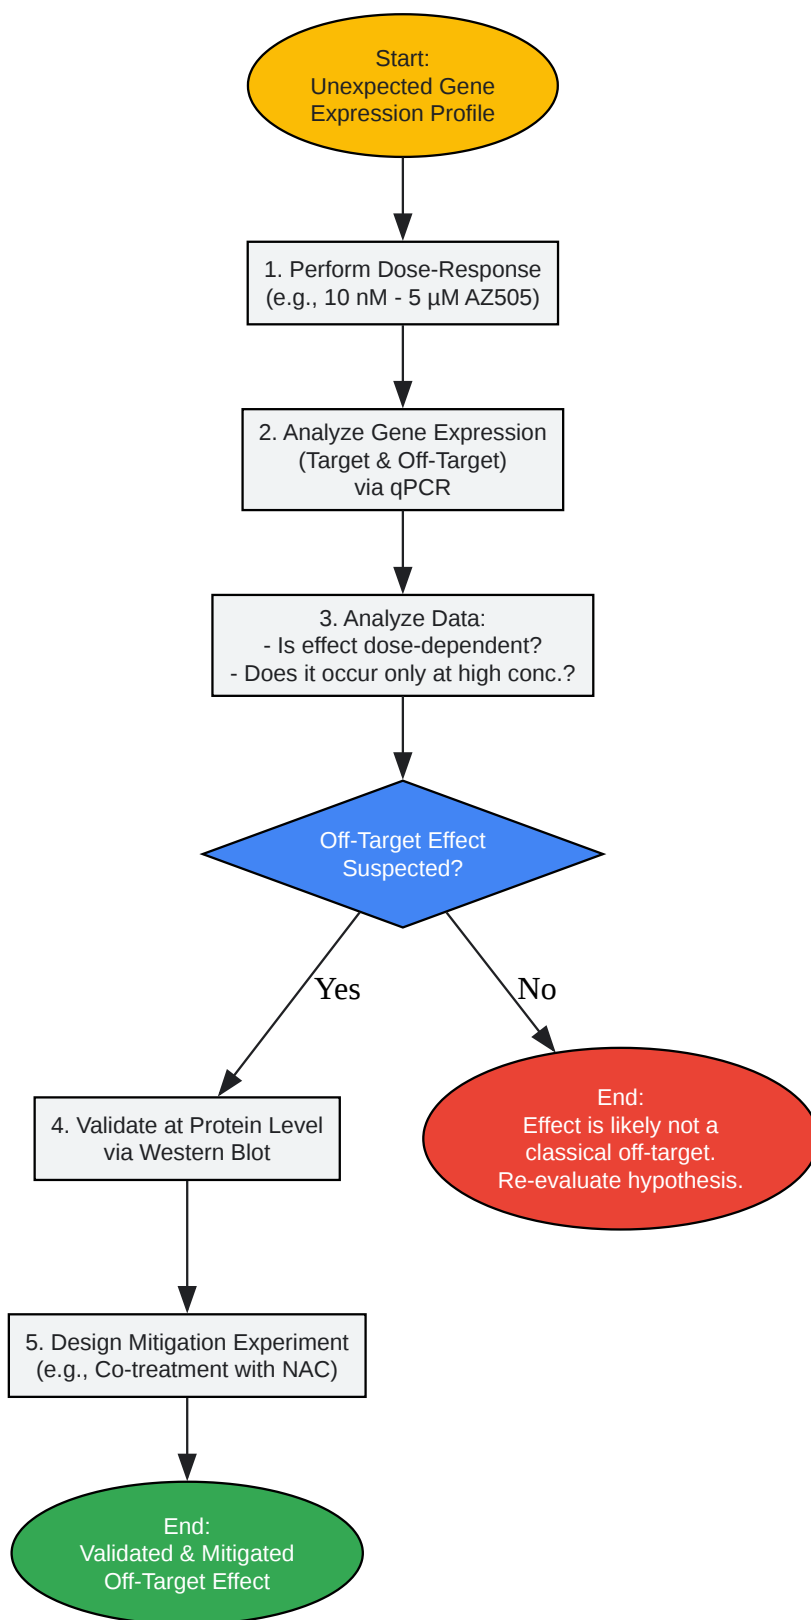 Start:
Unexpected Gene
Expression Profile
1. Perform Dose-Response
(e.g., 10 nM - 5 µM AZ505)
2. Analyze Gene Expression
(Target & Off-Target)
via qPCR
3. Analyze Data:
- Is effect dose-dependent?
- Does it occur only at high conc.?
Off-Target Effect
Suspected?
Yes
No
4. Validate at Protein Level
via Western Blot
End:
Effect is likely not a
classical off-target.
Re-evaluate hypothesis.
5. Design Mitigation Experiment
(e.g., Co-treatment with NAC)
End:
Validated & Mitigated
Off-Target Effect